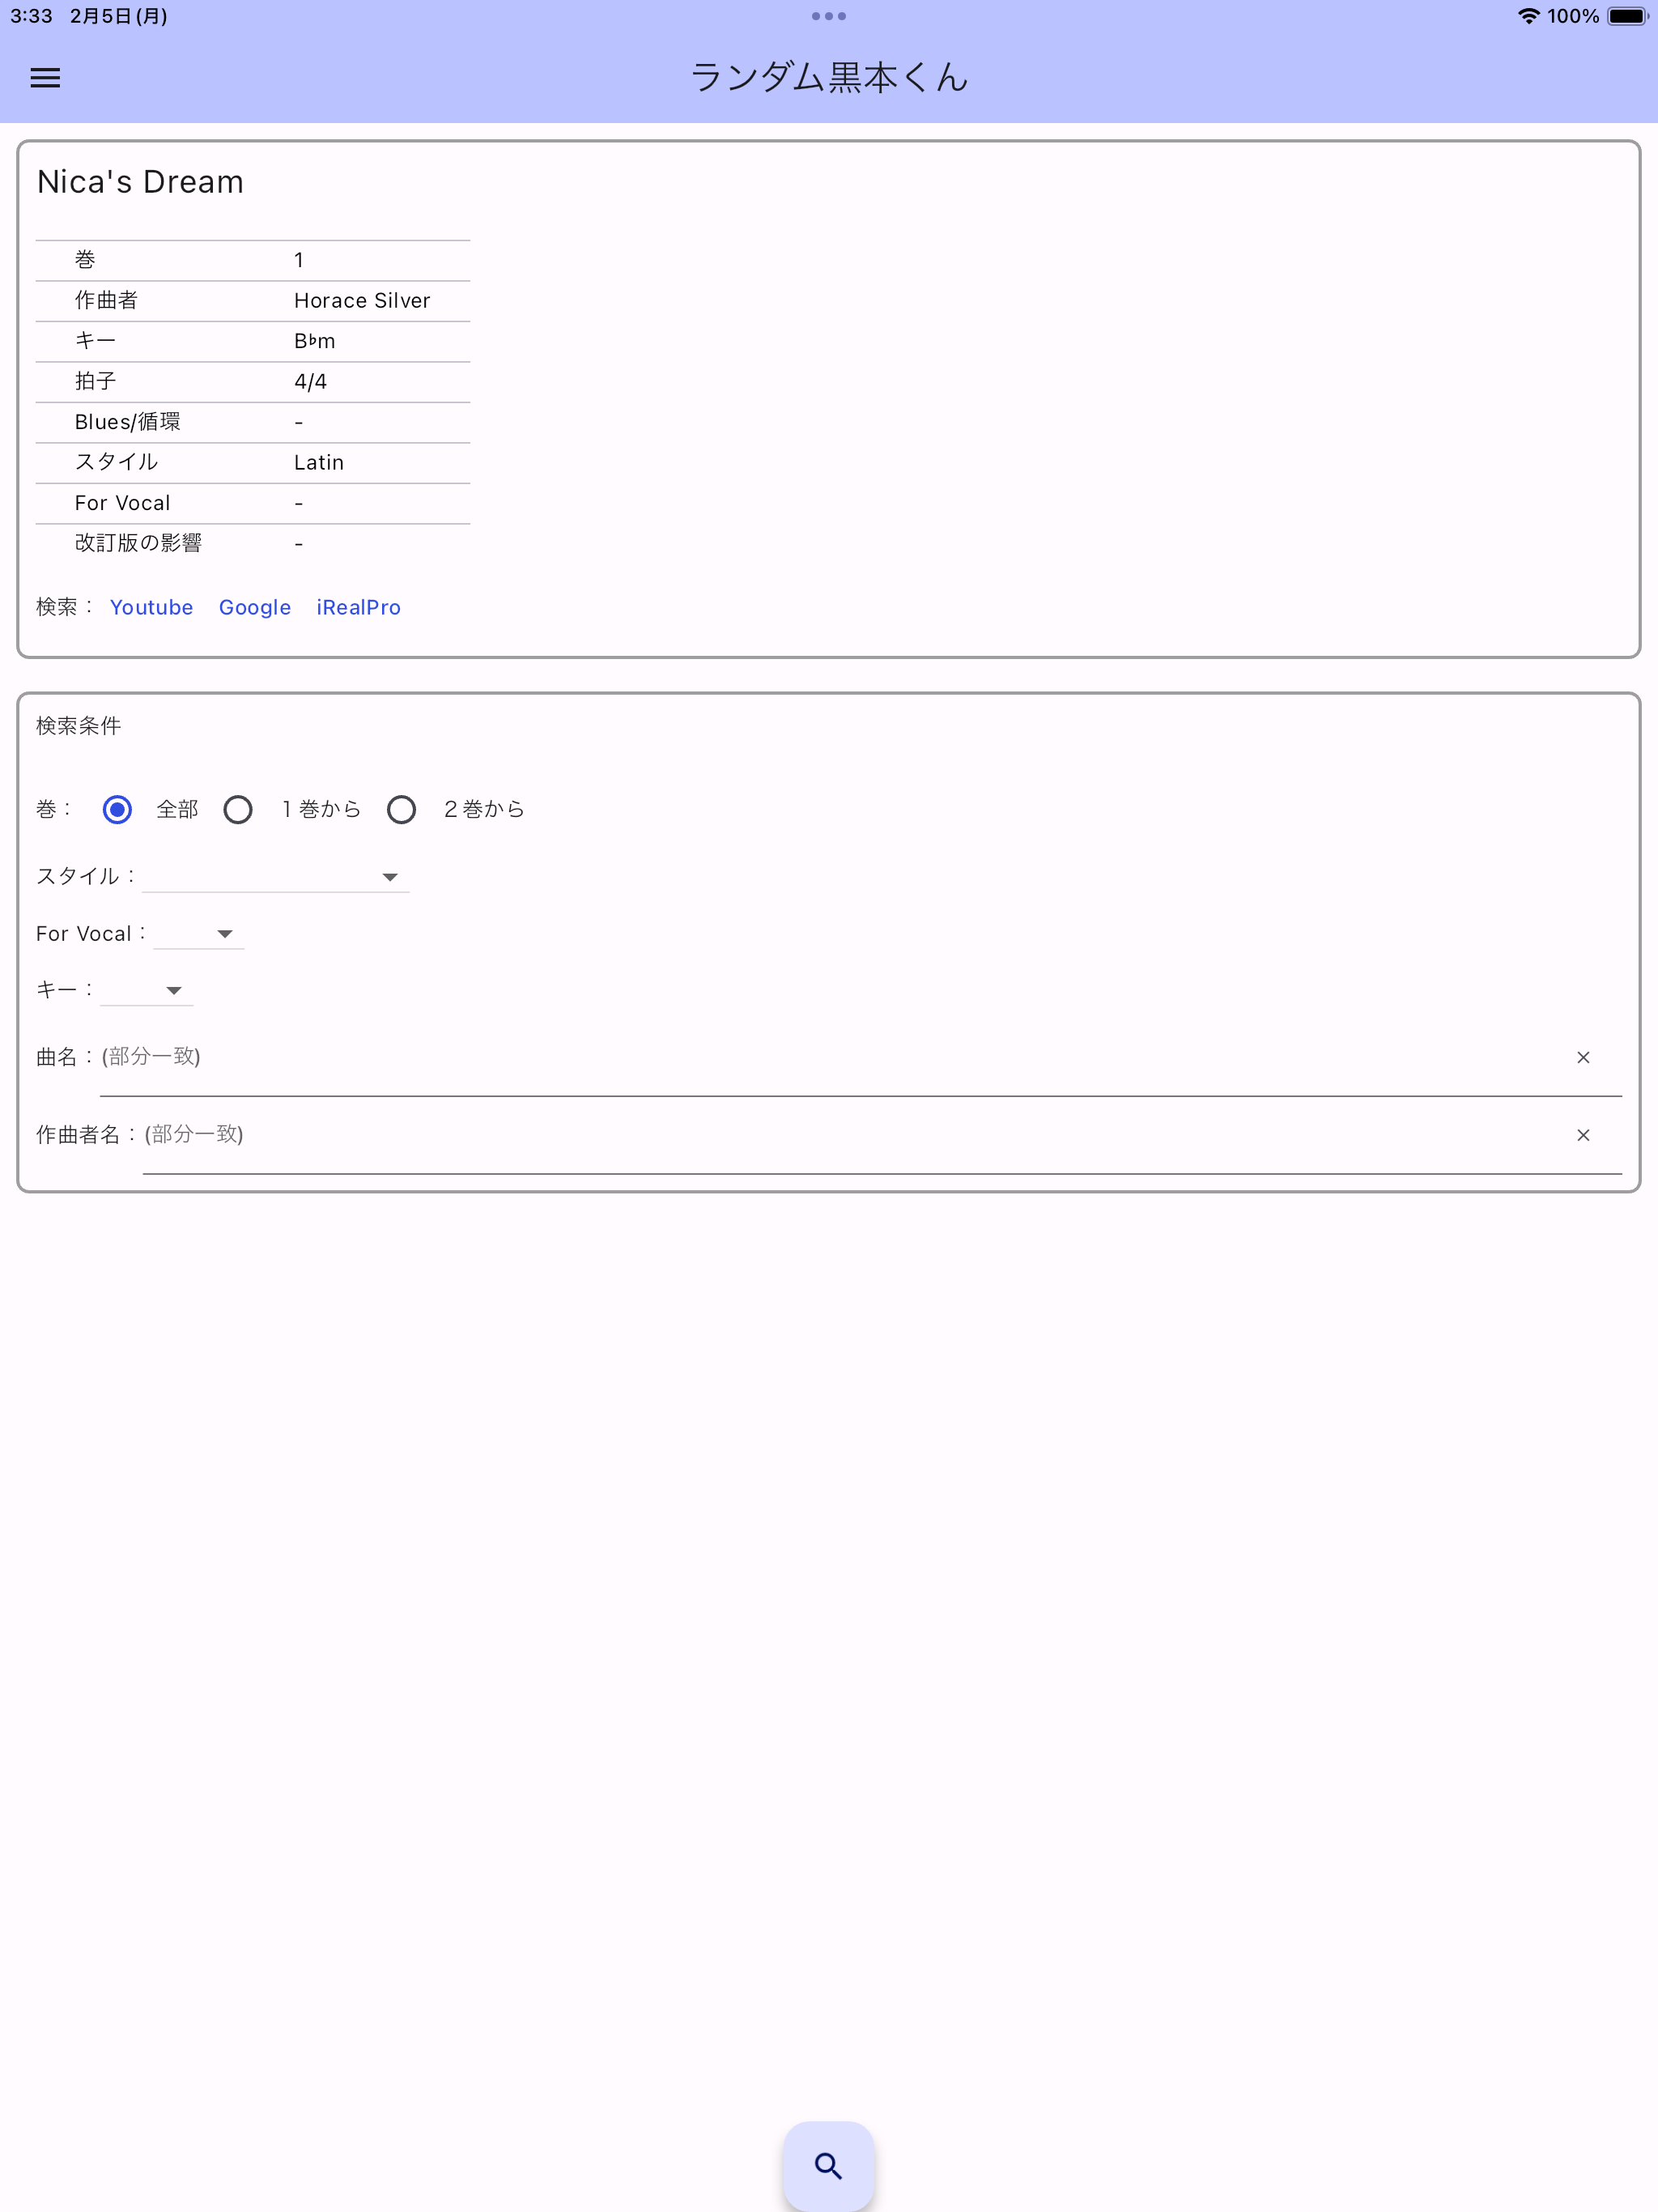 3:33 2月5日(月) 100%
ランダム黒本くん
Nica's Dream
巻 1
作曲者 Horace Silver
キー B♭m
拍子 4/4
Blues/循環 -
スタイル Latin
For Vocal -
改訂版の影響 -
検索： Youtube Google iRealPro
検索条件
巻： 全部 １巻から ２巻から
スタイル：
For Vocal：
キー：
曲名：(部分一致) ×
作曲者名：(部分一致) ×